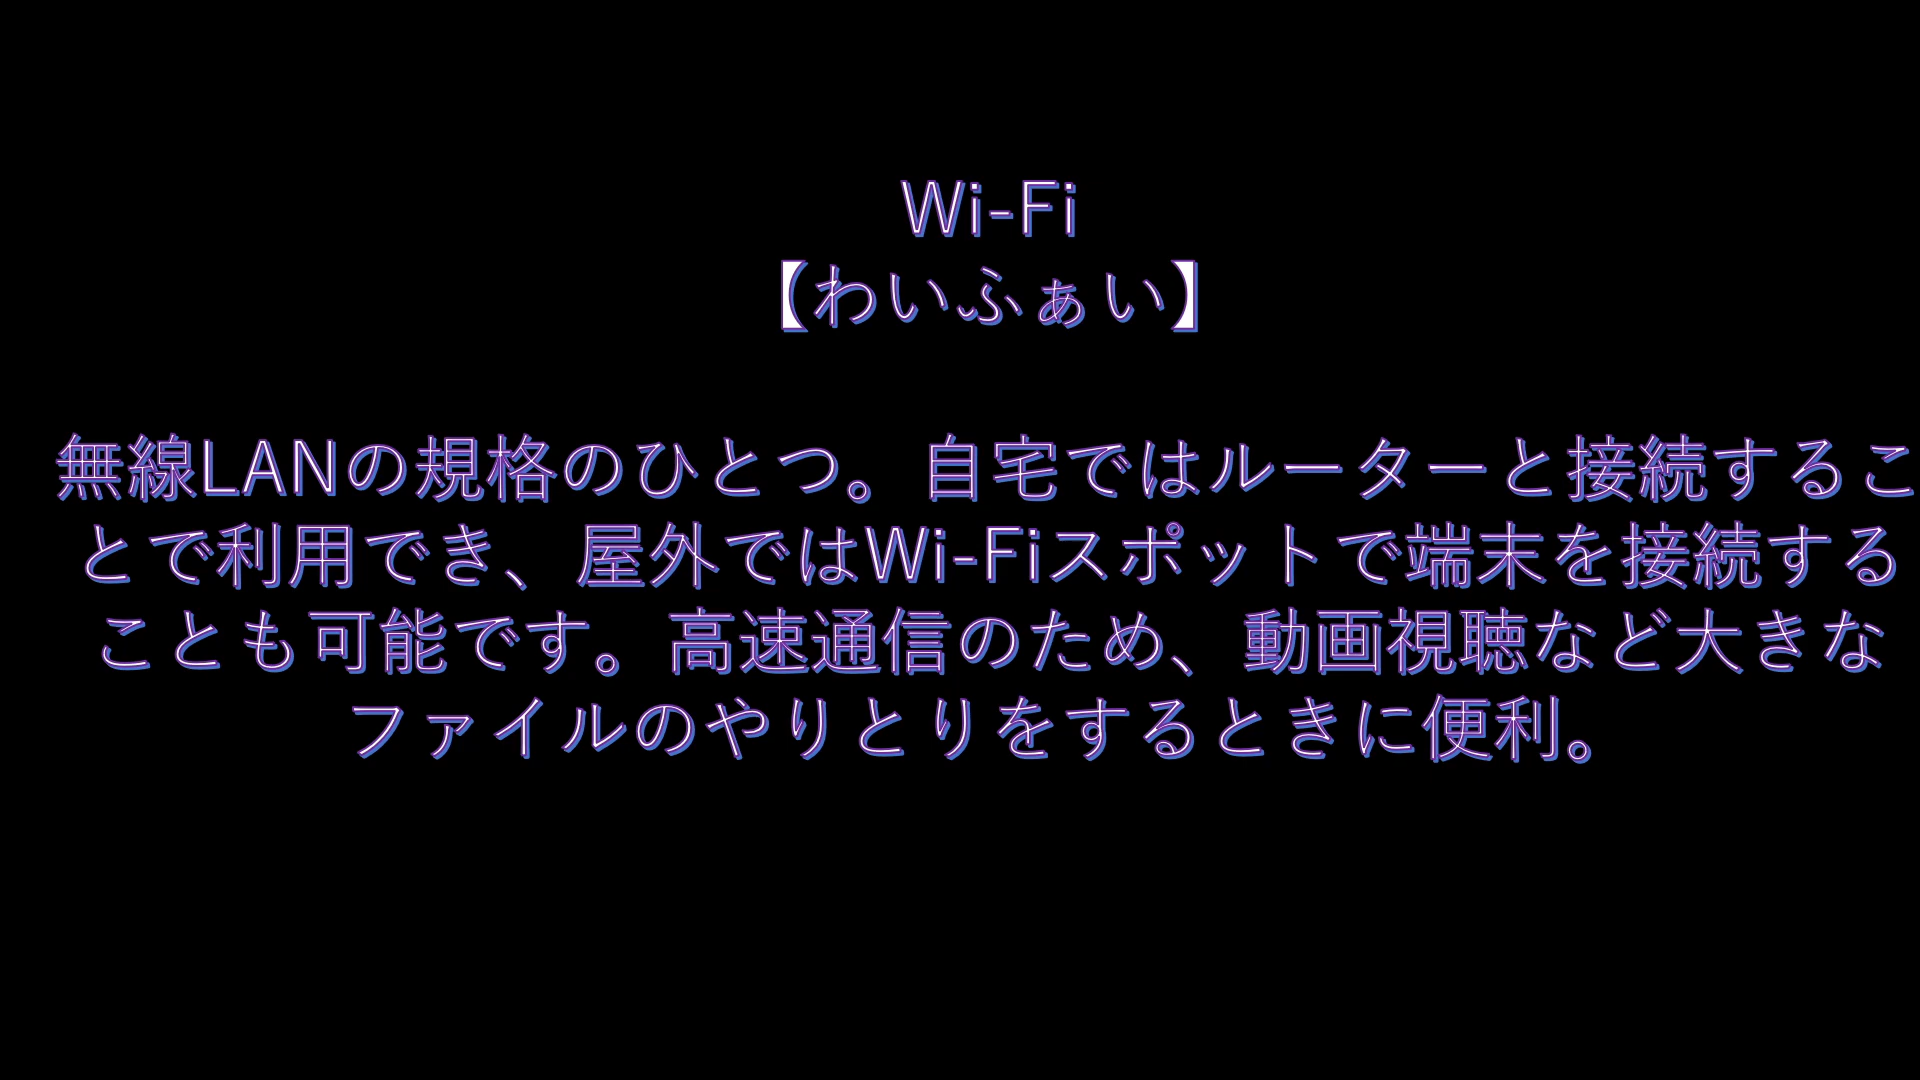 Wi-Fi
【わいふぁい】
無線LANの規格のひとつ。自宅ではルーターと接続するこ
とで利用でき、屋外ではWi-Fiスポットで端末を接続する
ことも可能です。高速通信のため、動画視聴など大きな
ファイルのやりとりをするときに便利。